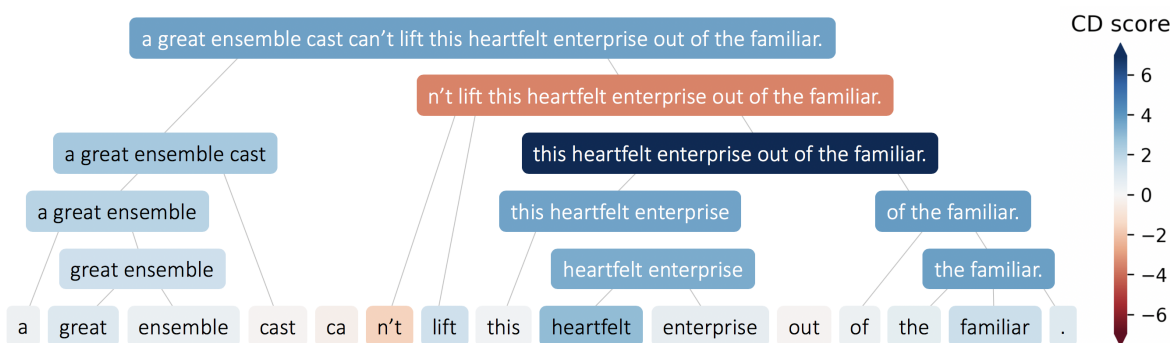 CD score
a great ensemble cast can’t lift this heartfelt enterprise out of the familiar.
6
n’t lift this heartfelt enterprise out of the familiar.
4
a great ensemble cast
this heartfelt enterprise out of the familiar.
2
0
a great ensemble
this heartfelt enterprise
of the familiar.
−2
great ensemble
heartfelt enterprise
the familiar.
−4
a great ensemble cast ca n’t lift this heartfelt enterprise out of the familiar .
−6